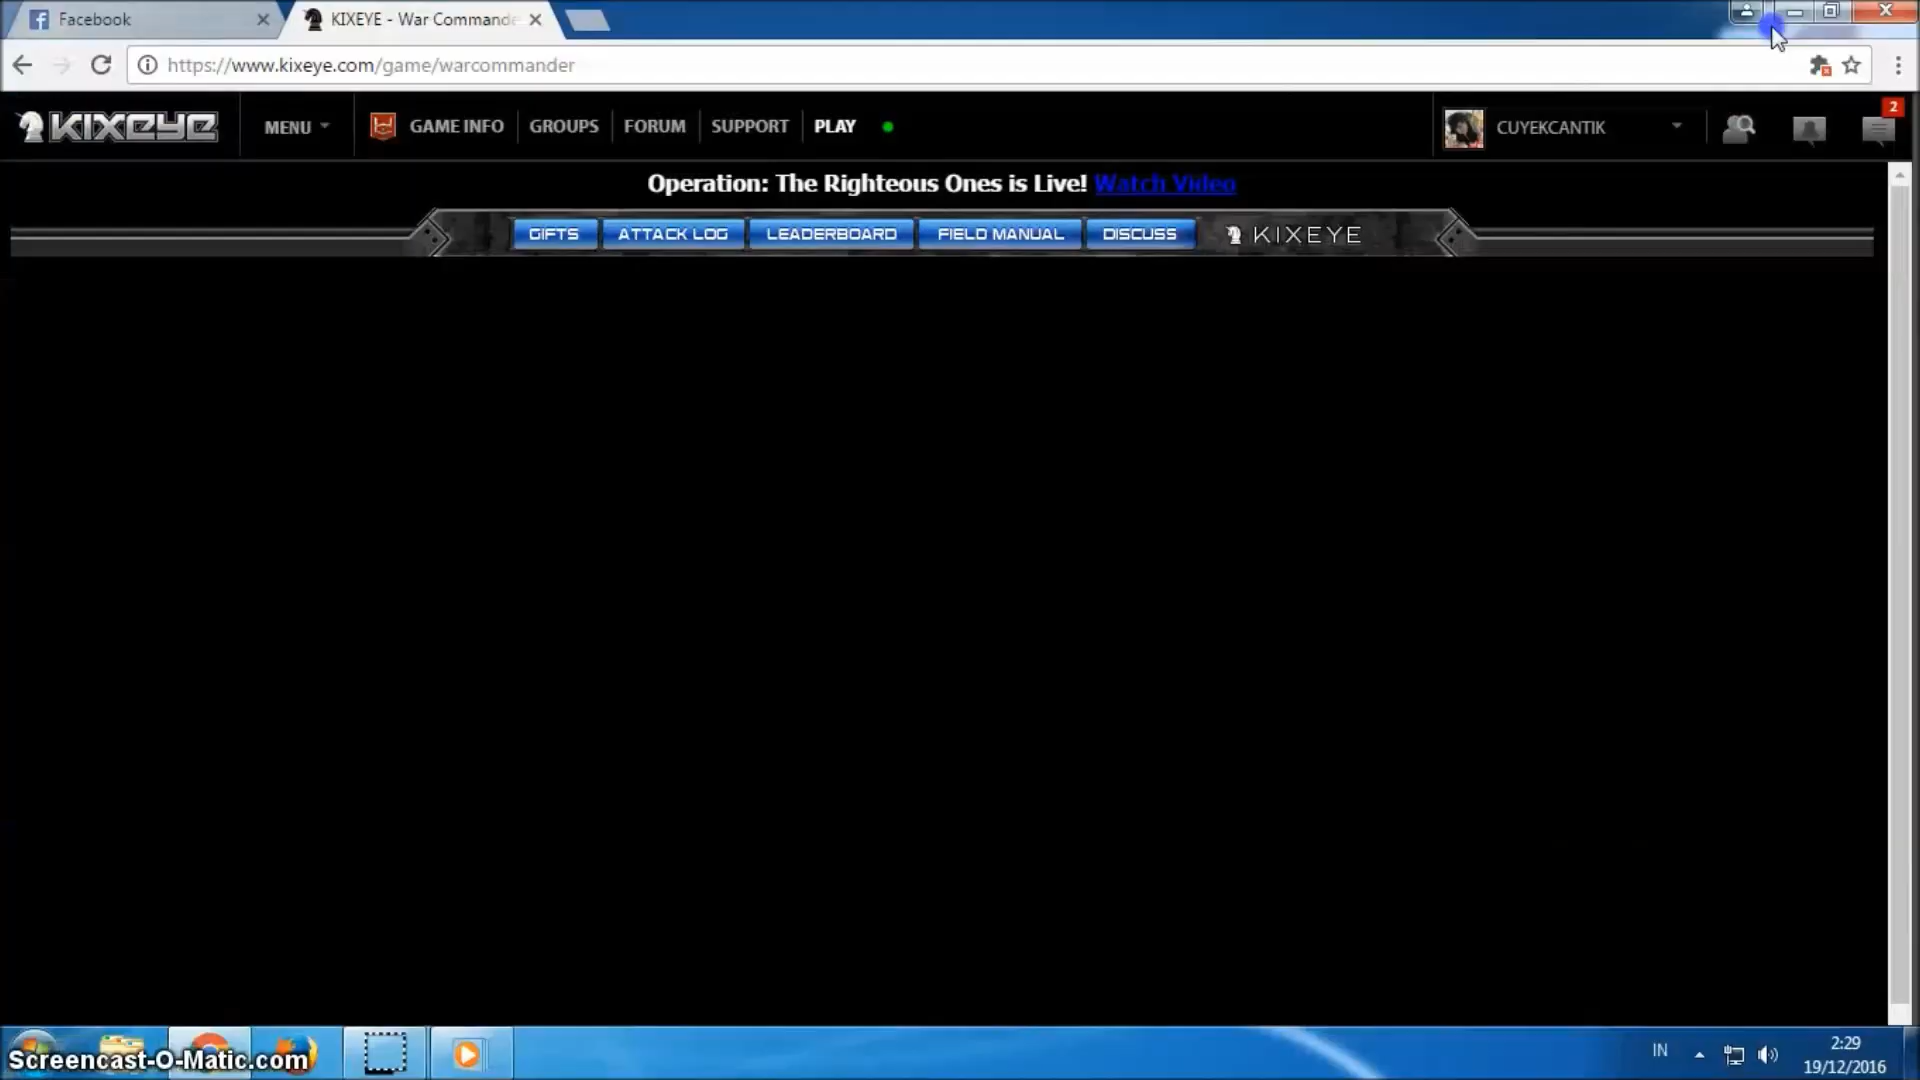 Facebook
KIXEYE - War Commande
https://www.kixeye.com/game/warcommander
KIXEYE
MENU
GAME INFO
GROUPS
FORUM
SUPPORT
PLAY
CUYEKCANTIK
2
Operation: The Righteous Ones is Live! Watch Video
GIFTS
ATTACK LOG
LEADERBOARD
FIELD MANUAL
DISCUSS
KIXEYE
Screencast-O-Matic.com
IN
2:29
19/12/2016